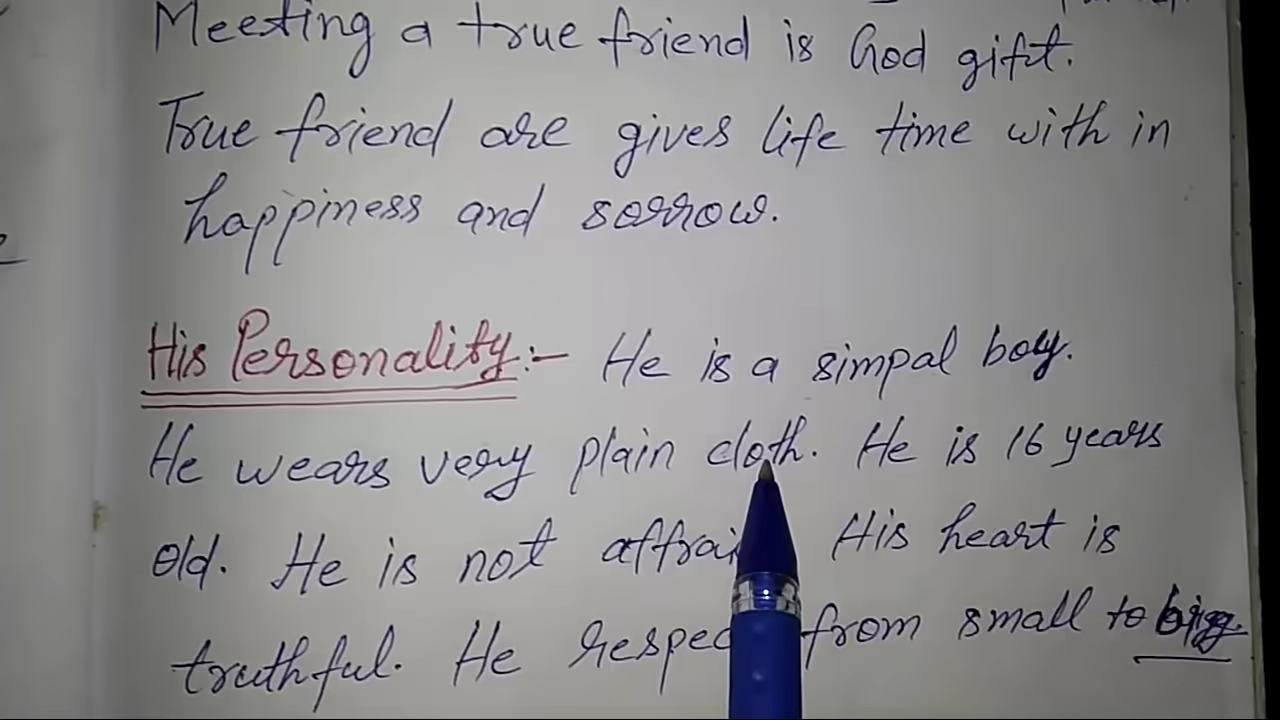 Meeting a true friend is God gift.
True friend are gives life time with in
happiness and sorrow.
His Personality:- He is a simpal boy.
He wears very plain cloth. He is 16 years
old. He is not His heart is
truthful. He from small to